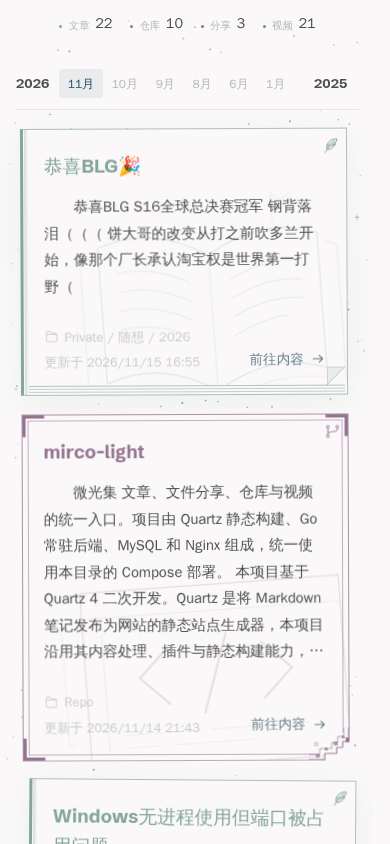 • 文章 22 • 仓库 10 • 分享 3 • 视频 21
2026 11月 10月 9月 8月 6月 1月 2025
恭喜BLG🎉
恭喜BLG S16全球总决赛冠军 钢背落
泪（ （ （ 饼大哥的改变从打之前吹多兰开
始，像那个厂长承认淘宝权是世界第一打
野（
Private / 随想 / 2026
更新于 2026/11/15 16:55 前往内容 →
mirco-light
微光集 文章、文件分享、仓库与视频
的统一入口。项目由 Quartz 静态构建、Go
常驻后端、MySQL 和 Nginx 组成，统一使
用本目录的 Compose 部署。 本项目基于
Quartz 4 二次开发。Quartz 是将 Markdown
笔记发布为网站的静态站点生成器，本项目
沿用其内容处理、插件与静态构建能力，…
Repo
更新于 2026/11/14 21:43 前往内容 →
Windows无进程使用但端口被占
用问题